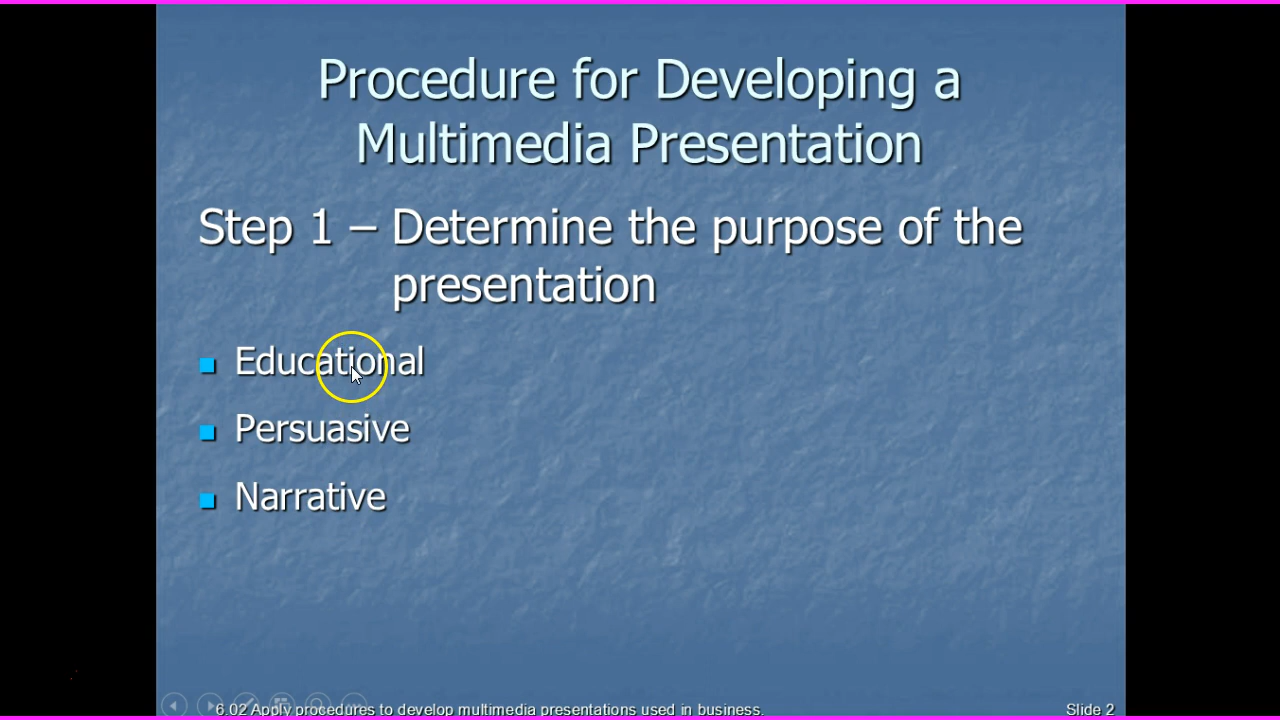 Procedure for Developing a
Multimedia Presentation
Step 1 – Determine the purpose of the
presentation
Educational
Persuasive
Narrative
6.02 Apply procedures to develop multimedia presentations used in business.
Slide 2